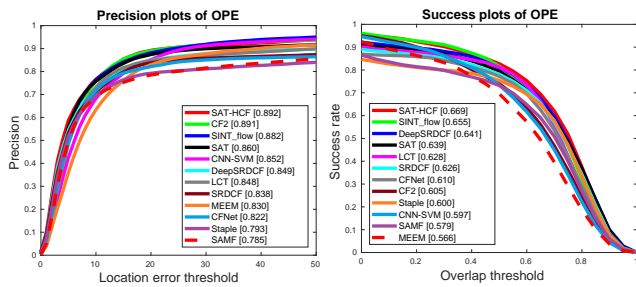 Precision plots of OPE
Precision
1
0.9
0.8
0.7
0.6
0.5
0.4
0.3
0.2
0.1
0
SAT-HCF [0.892]
CF2 [0.891]
SINT_flow [0.882]
SAT [0.860]
CNN-SVM [0.852]
DeepSRDCF [0.849]
LCT [0.848]
SRDCF [0.838]
MEEM [0.830]
CFNet [0.822]
Staple [0.793]
SAMF [0.785]
0 10 20 30 40 50
Location error threshold
Success plots of OPE
Success rate
1
0.9
0.8
0.7
0.6
0.5
0.4
0.3
0.2
0.1
0
SAT-HCF [0.669]
SINT_flow [0.655]
DeepSRDCF [0.641]
SAT [0.639]
LCT [0.628]
SRDCF [0.626]
CFNet [0.610]
CF2 [0.605]
Staple [0.600]
CNN-SVM [0.597]
SAMF [0.579]
MEEM [0.566]
0 0.2 0.4 0.6 0.8 1
Overlap threshold